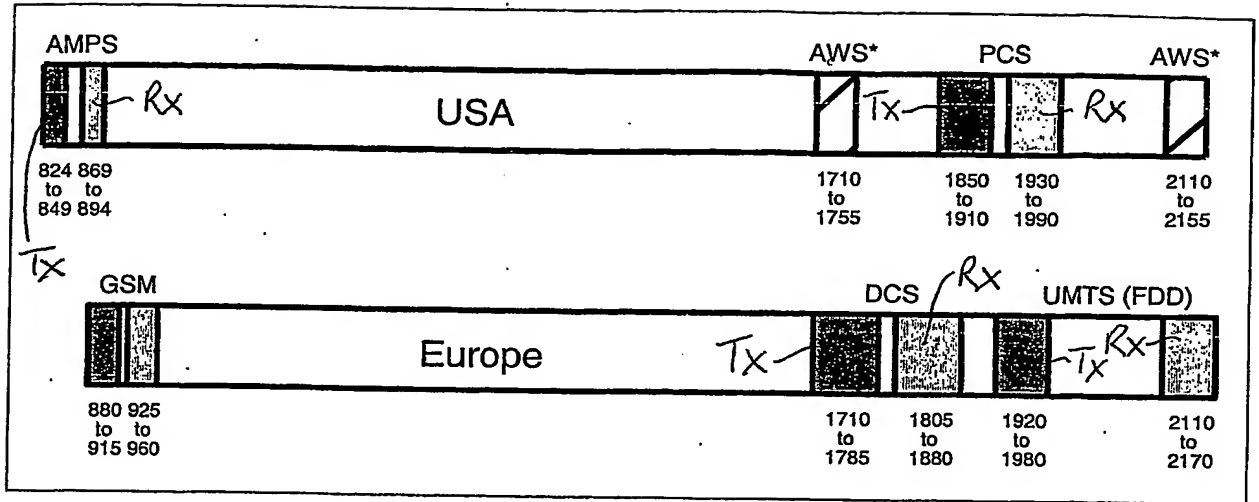 AMPS AWS* PCS AWS*
Rx USA Tx Rx
824 869 1710 1850 1930 2110
to to to to to to
849 894 1755 1910 1990 2155
Tx
GSM DCS Rx UMTS (FDD)
Europe Tx Tx Rx
880 925 1710 1805 1920 2110
to to to to to to
915 960 1785 1880 1980 2170